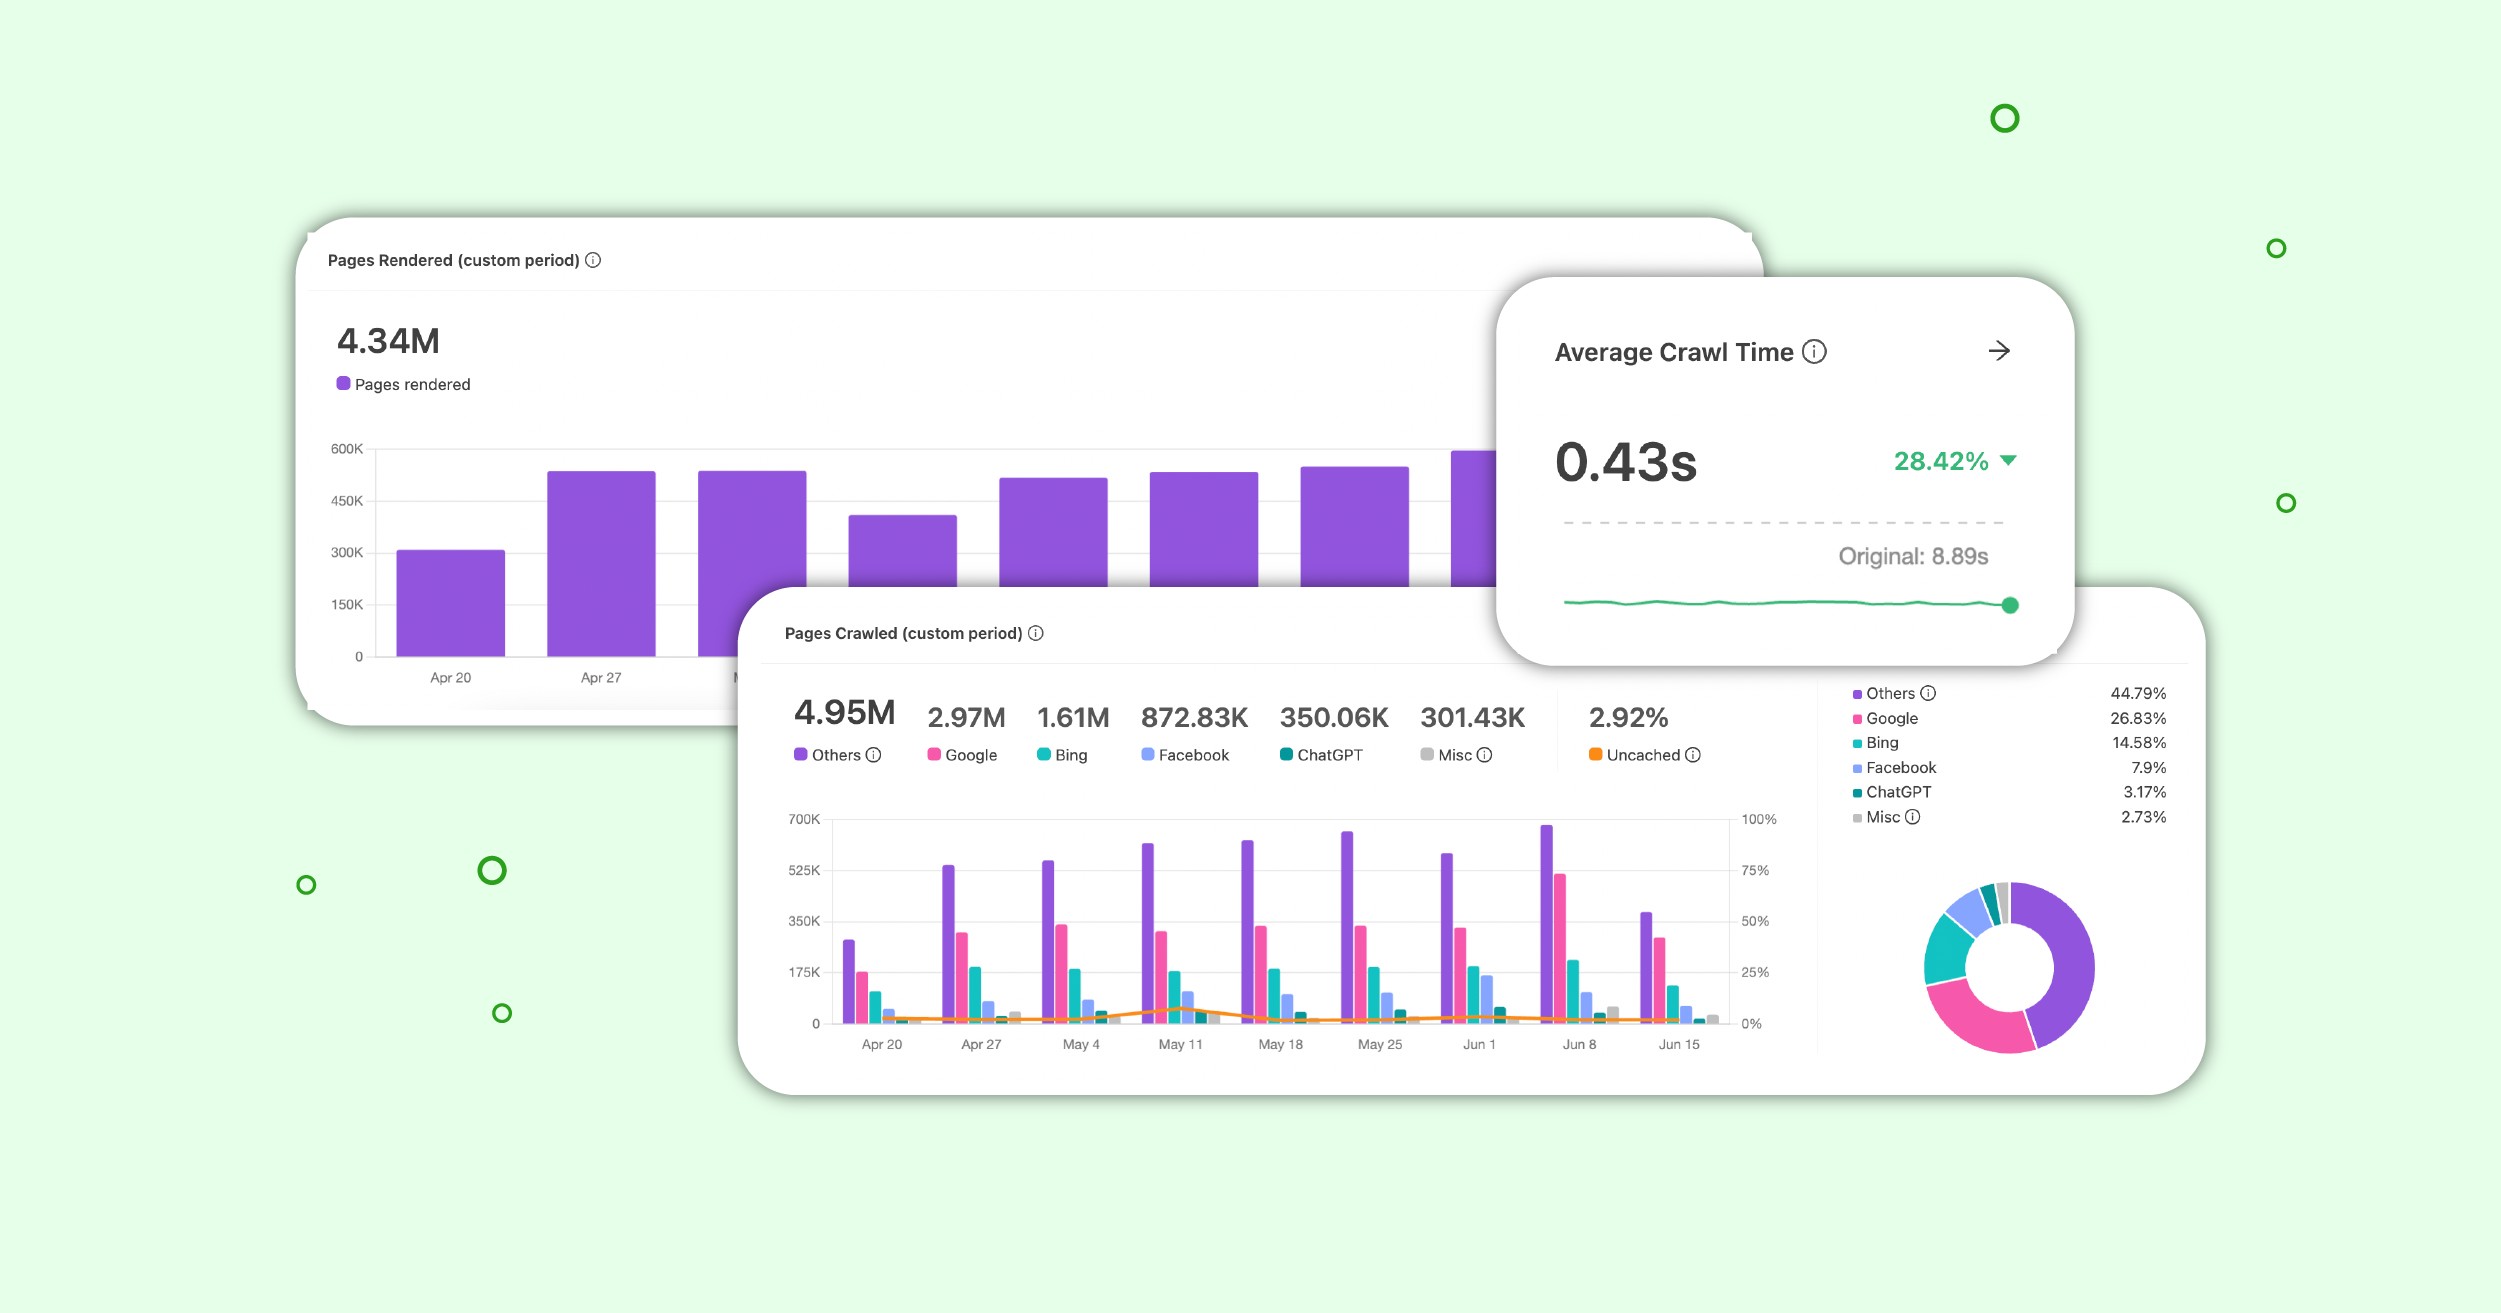 Pages Rendered (custom period)
4.34M
Pages rendered
600K
450K
300K
150K
0
Apr 20 Apr 27
Average Crawl Time
0.43s 28.42%
Original: 8.89s
Pages Crawled (custom period)
4.95M 2.97M 1.61M 872.83K 350.06K 301.43K 2.92%
Others Google Bing Facebook ChatGPT Misc Uncached
700K 100%
525K 75%
350K 50%
175K 25%
0 0%
Apr 20 Apr 27 May 4 May 11 May 18 May 25 Jun 1 Jun 8 Jun 15
Others 44.79%
Google 26.83%
Bing 14.58%
Facebook 7.9%
ChatGPT 3.17%
Misc 2.73%